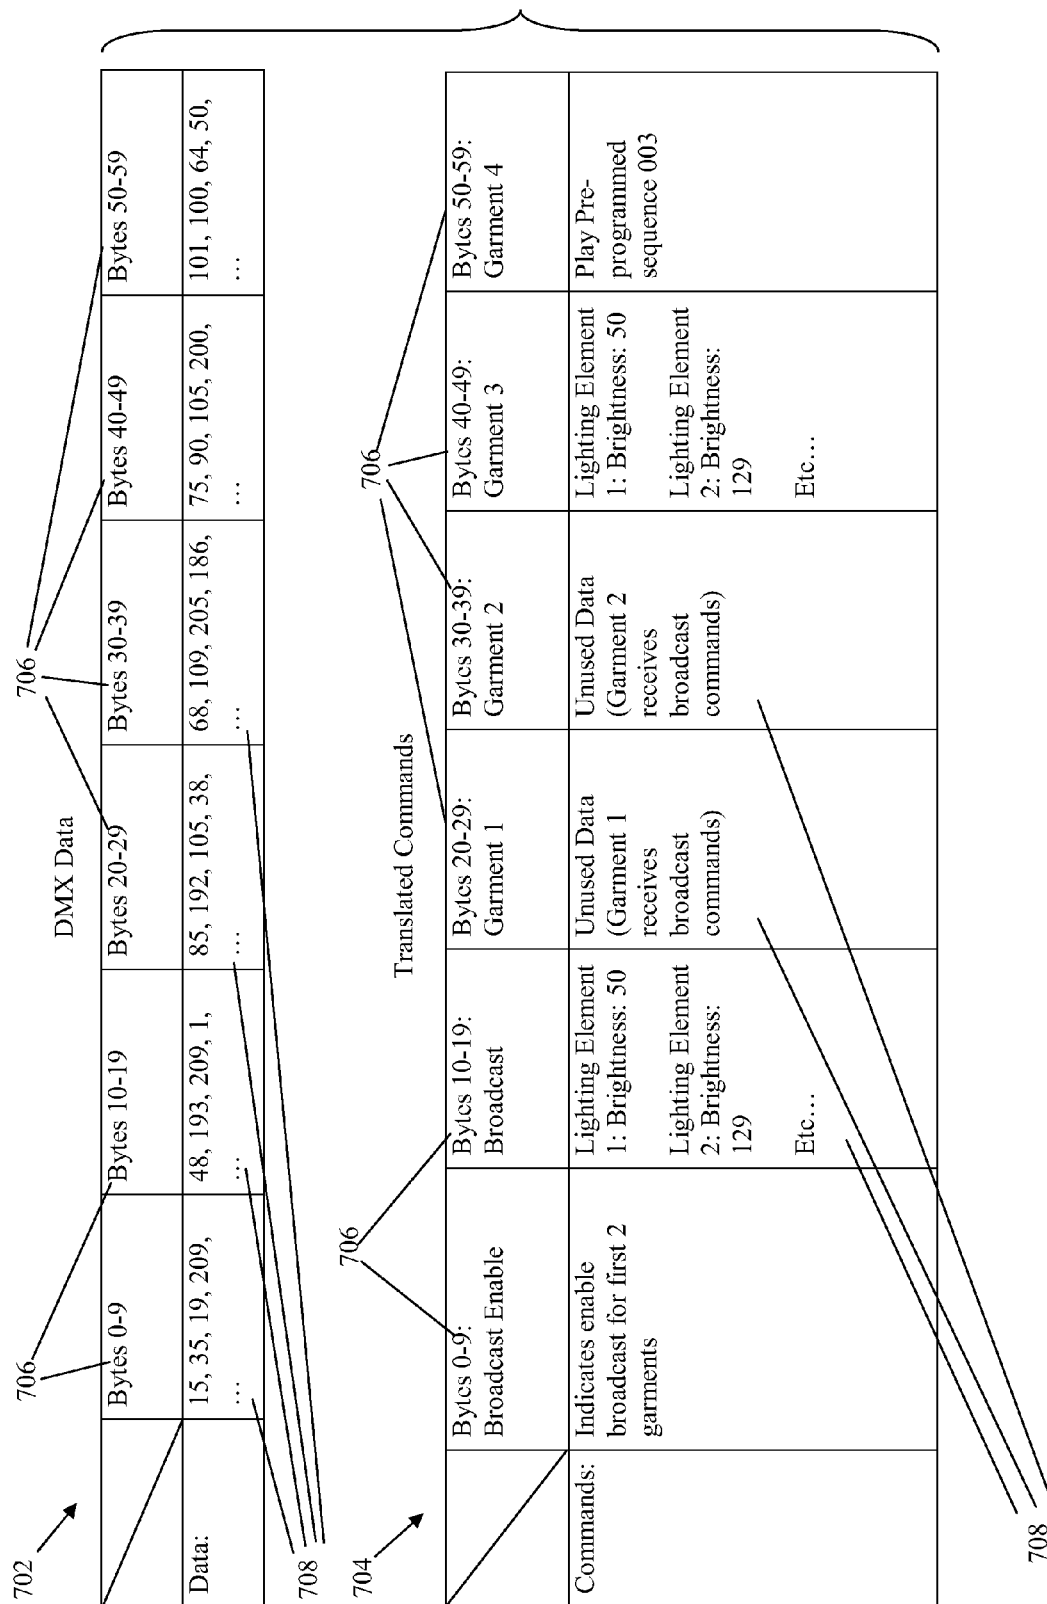 702
706
706
DMX Data
Bytes 0-9
Bytes 10-19
Bytes 20-29
Bytes 30-39
Bytes 40-49
Bytes 50-59
Data:
15, 35, 19, 209,
...
48, 193, 209, 1,
...
85, 192, 105, 38,
...
68, 109, 205, 186,
...
75, 90, 105, 200,
...
101, 100, 64, 50,
...
708
704
706
706
Translated Commands
Bytes 0-9:
Broadcast Enable
Bytes 10-19:
Broadcast
Bytes 20-29:
Garment 1
Bytes 30-39:
Garment 2
Bytes 40-49:
Garment 3
Bytes 50-59:
Garment 4
Commands:
Indicates enable
broadcast for first 2
garments
Lighting Element
1: Brightness: 50
Lighting Element
2: Brightness:
129
Etc...
Unused Data
(Garment 1
receives
broadcast
commands)
Unused Data
(Garment 2
receives
broadcast
commands)
Lighting Element
1: Brightness: 50
Lighting Element
2: Brightness:
129
Etc...
Play Pre-
programmed
sequence 003
708